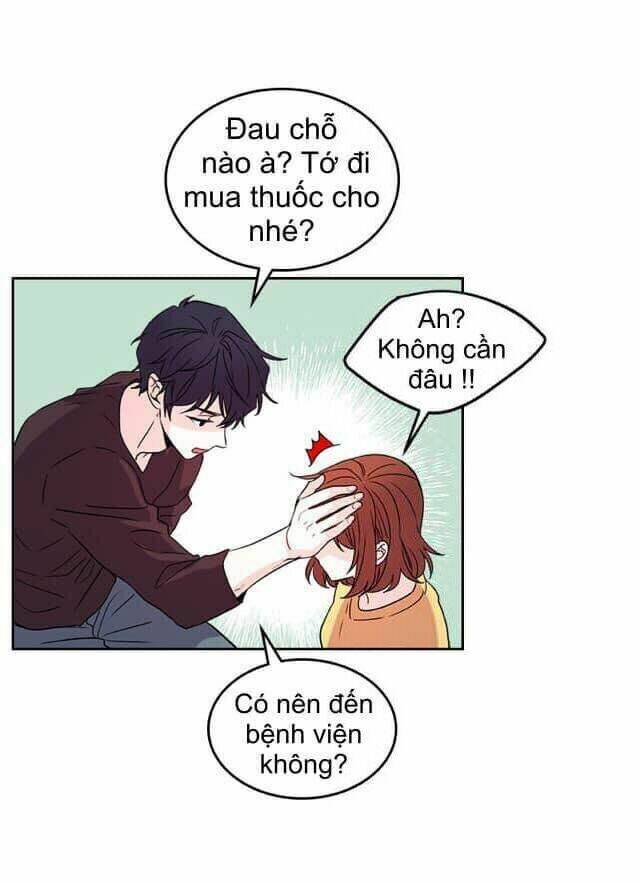 Đau chỗ
nào à? Tớ đi
mua thuốc cho
nhé?
Ah?
Không cần
đâu !!
Có nên đến
bệnh viện
không?